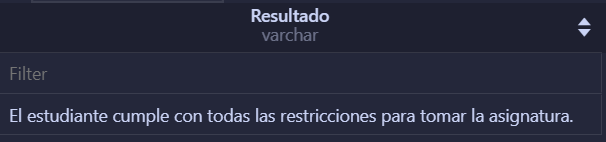 Resultado
varchar
Filter
El estudiante cumple con todas las restricciones para tomar la asignatura.